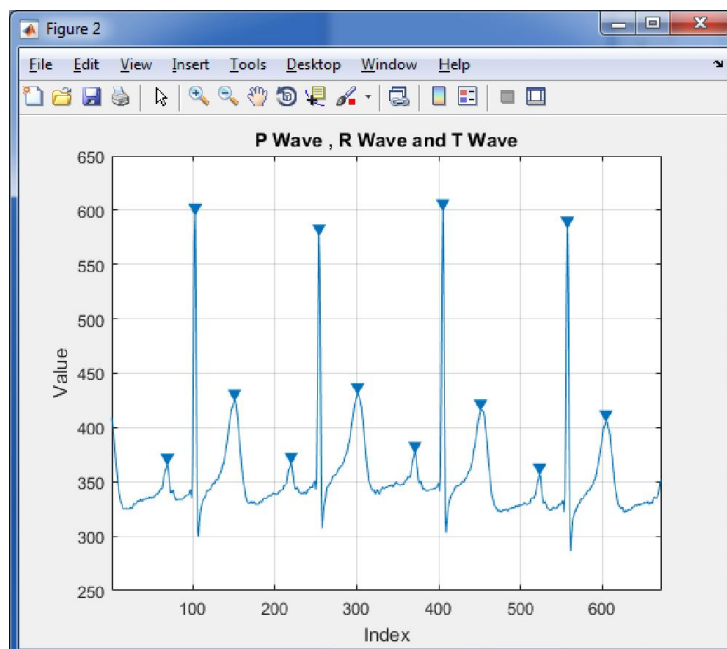 Figure 2
File Edit View Insert Tools Desktop Window Help
P Wave , R Wave and T Wave
650
600
550
500
450
400
350
300
250
Value
100 200 300 400 500 600
Index